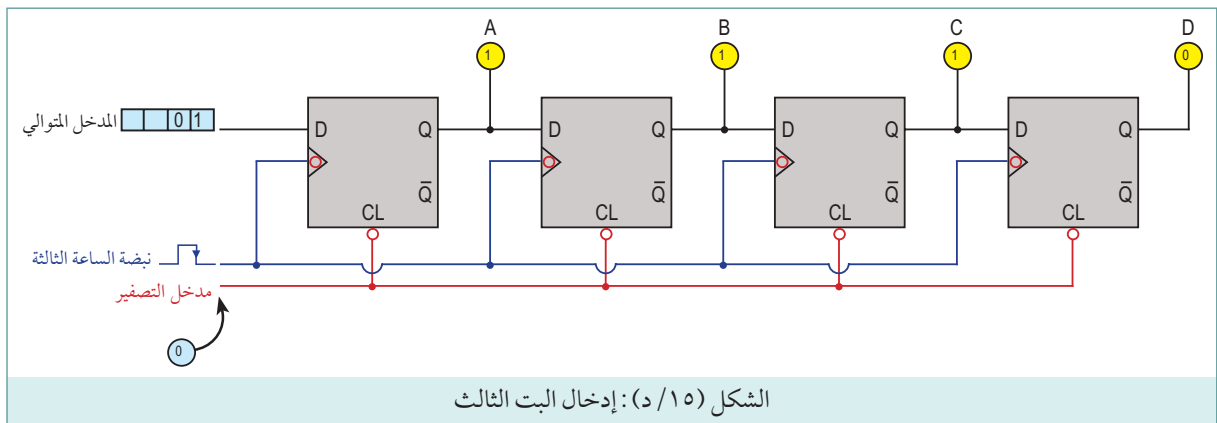 A B C D
1 1 1 0
المدخل المتوالي 0 1
D Q D Q D Q D Q
Q̅ Q̅ Q̅ Q̅
CL CL CL CL
نبضة الساعة الثالثة
مدخل التصفير
0
الشكل (١٥/ د): إدخال البت الثالث